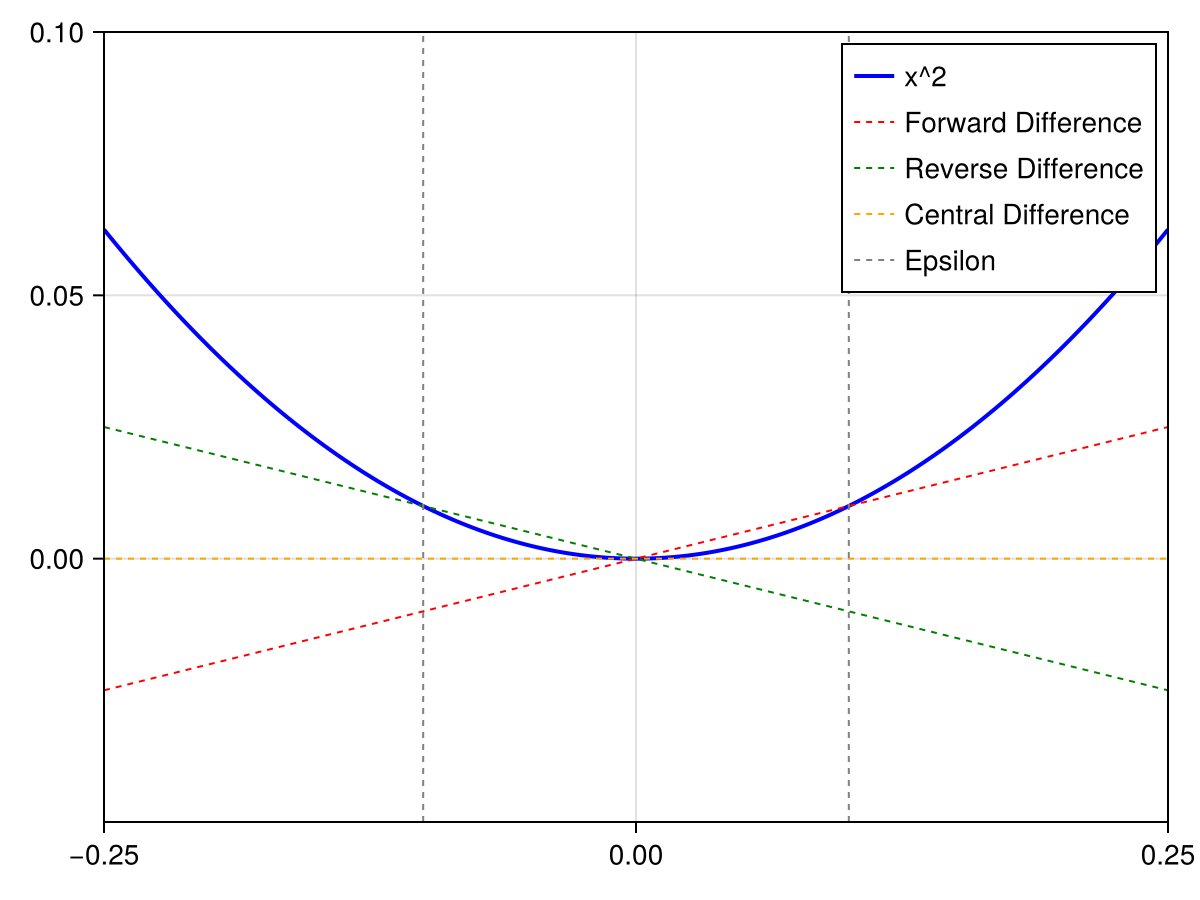 0.10
x^2
Forward Difference
Reverse Difference
Central Difference
Epsilon
0.05
0.00
−0.25
0.00
0.25